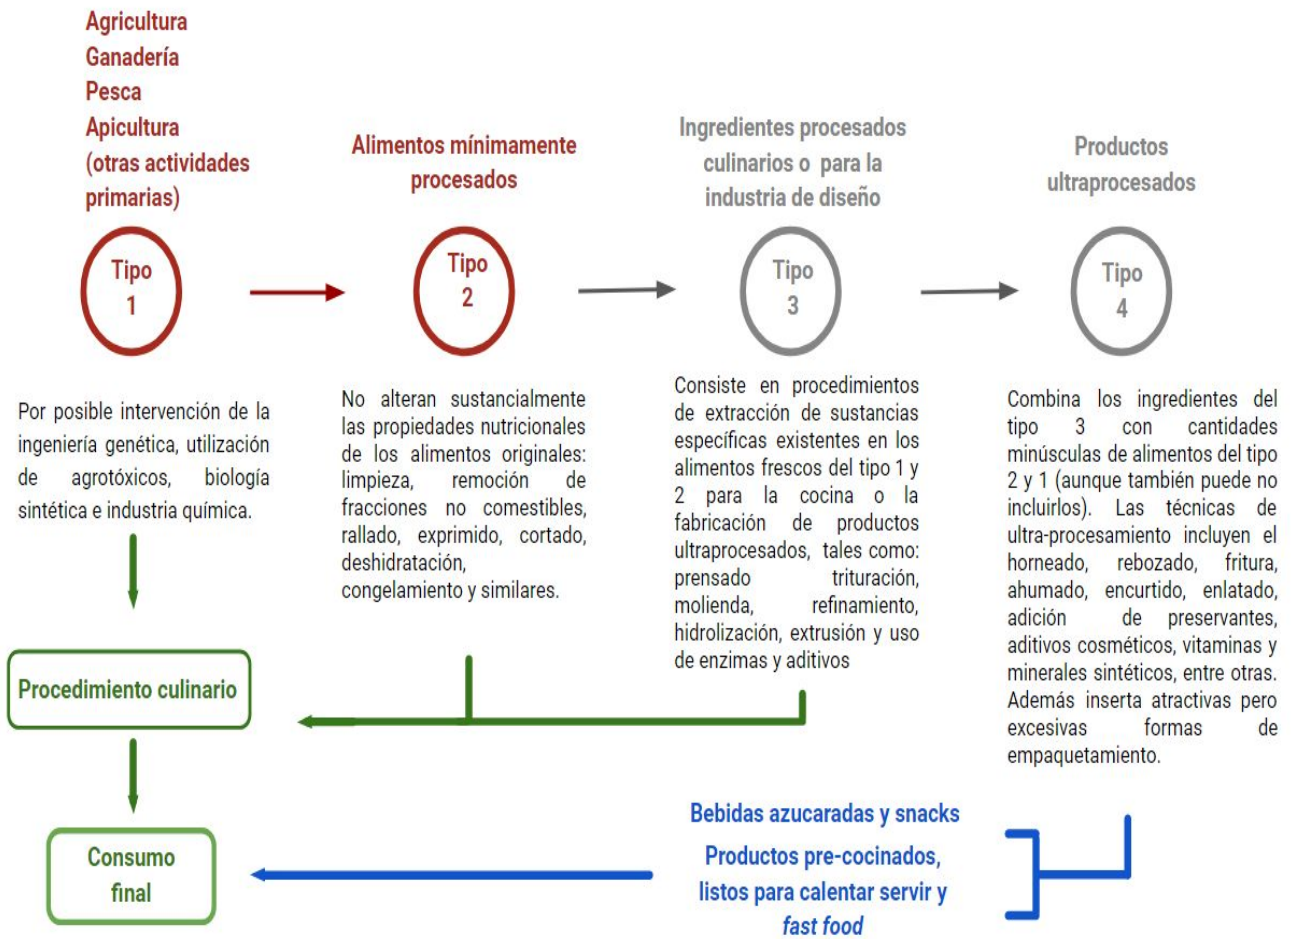 Agricultura
Ganadería
Pesca
Apicultura
(otras actividades
primarias)
Tipo
1
Por posible intervención de la
ingeniería genética, utilización
de agrotóxicos, biología
sintética e industria química.
Procedimiento culinario
Consumo
final
Alimentos mínimamente
procesados
Tipo
2
No alteran sustancialmente
las propiedades nutricionales
de los alimentos originales:
limpieza, remoción de
fracciones no comestibles,
rallado, exprimido, cortado,
deshidratación,
congelamiento y similares.
Ingredientes procesados
culinarios o para la
industria de diseño
Tipo
3
Consiste en procedimientos
de extracción de sustancias
específicas existentes en los
alimentos frescos del tipo 1 y
2 para la cocina o la
fabricación de productos
ultraprocesados, tales como:
prensado trituración,
molienda, refinamiento,
hidrolización, extrusión y uso
de enzimas y aditivos
Productos
ultraprocesados
Tipo
4
Combina los ingredientes del
tipo 3 con cantidades
minúsculas de alimentos del tipo
2 y 1 (aunque también puede no
incluirlos). Las técnicas de
ultra-procesamiento incluyen el
horneado, rebozado, fritura,
ahumado, encurtido, enlatado,
adición de preservantes,
aditivos cosméticos, vitaminas y
minerales sintéticos, entre otras.
Además inserta atractivas pero
excesivas formas de
empaquetamiento.
Bebidas azucaradas y snacks
Productos pre-cocinados,
listos para calentar servir y
fast food